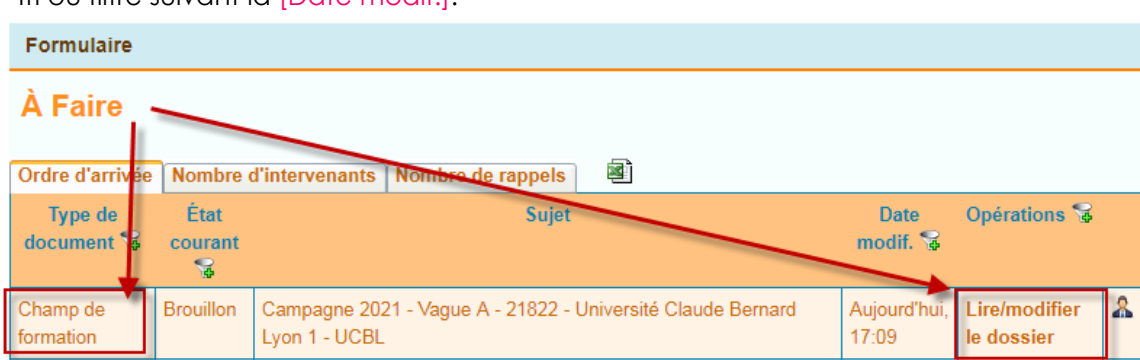 [Date modif.].
Formulaire
À Faire
Ordre d'arrivée Nombre d'intervenants Nombre de rappels
Type de document État courant Sujet Date modif. Opérations
Champ de formation Brouillon Campagne 2021 - Vague A - 21822 - Université Claude Bernard Lyon 1 - UCBL Aujourd'hui, 17:09 Lire/modifier le dossier